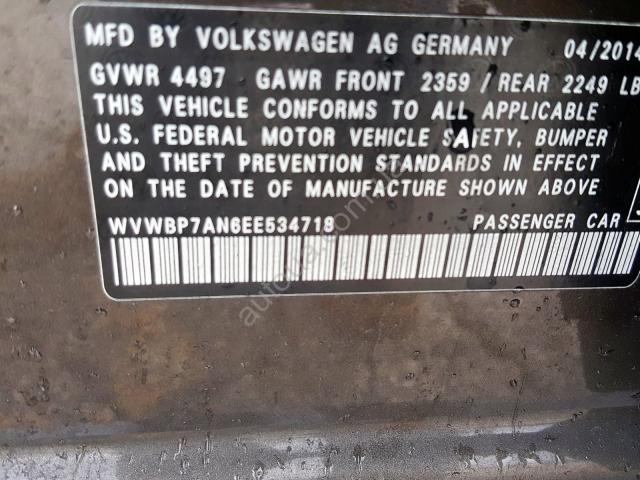 MFD BY VOLKSWAGEN AG GERMANY 04/2014
GVWR 4497 GAWR FRONT 2359 / REAR 2249 LB
THIS VEHICLE CONFORMS TO ALL APPLICABLE
U.S. FEDERAL MOTOR VEHICLE SAFETY, BUMPER
AND THEFT PREVENTION STANDARDS IN EFFECT
ON THE DATE OF MANUFACTURE SHOWN ABOVE
WVWBP7AN6EE534718 PASSENGER CAR